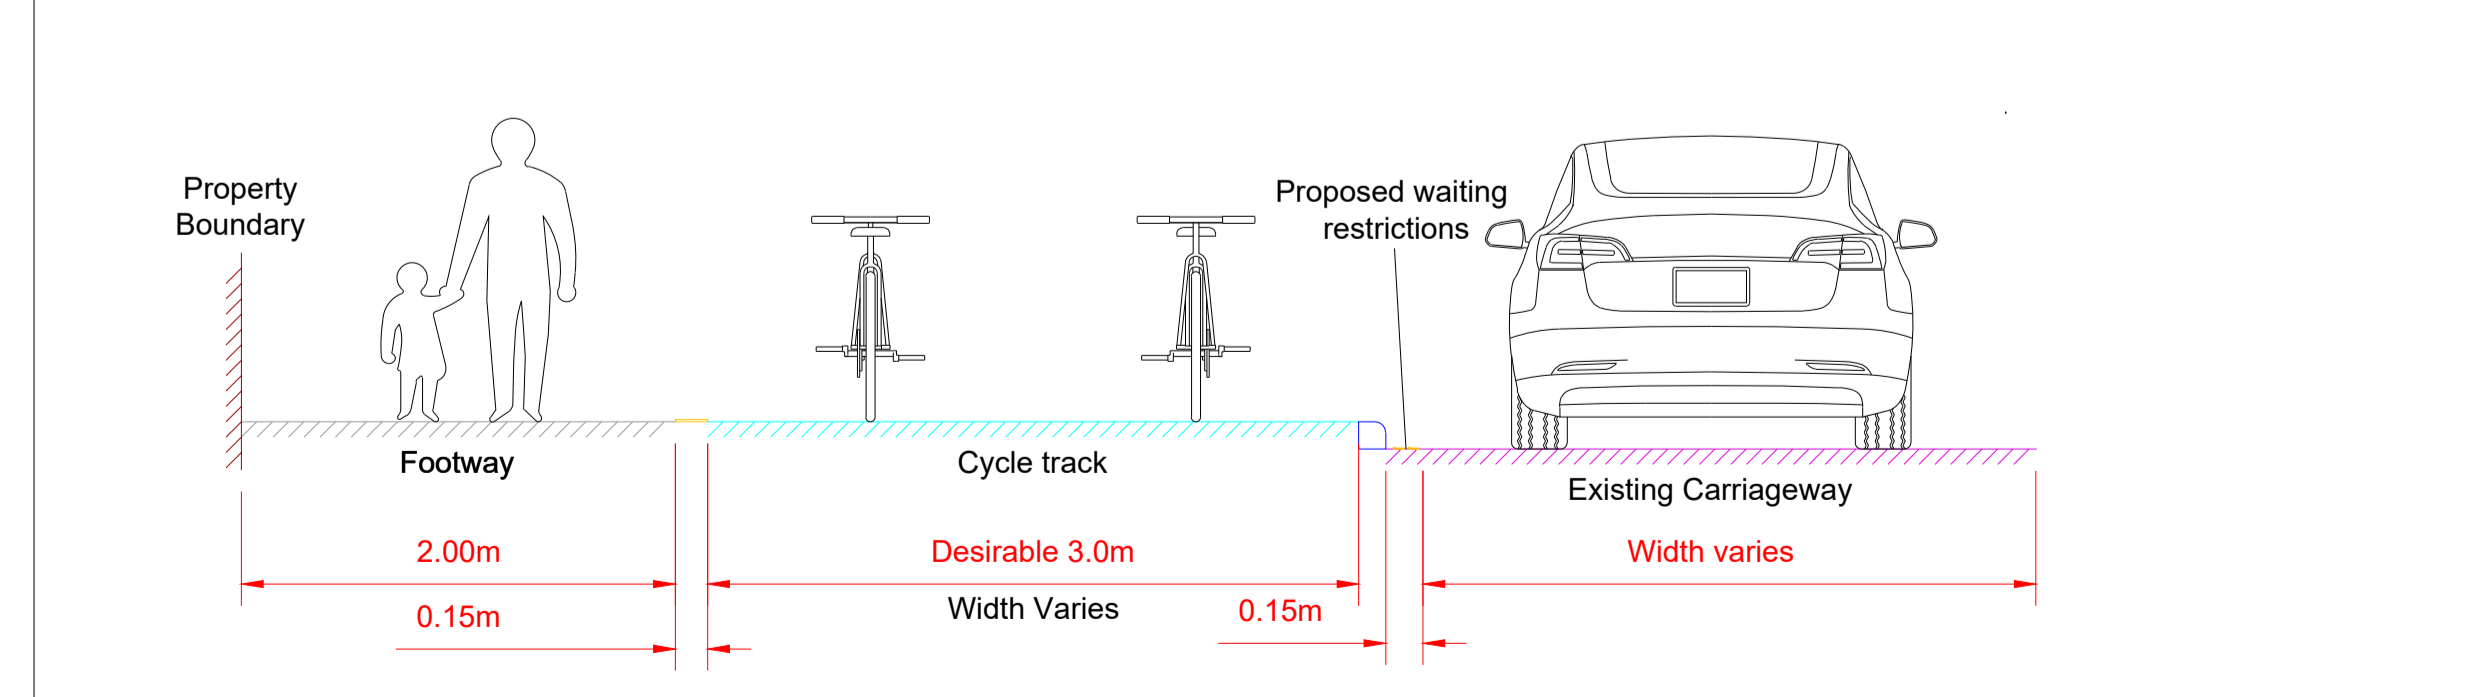 Property
Boundary
Proposed waiting
restrictions
Footway
Cycle track
Existing Carriageway
2.00m
Desirable 3.0m
Width varies
0.15m
Width Varies
0.15m